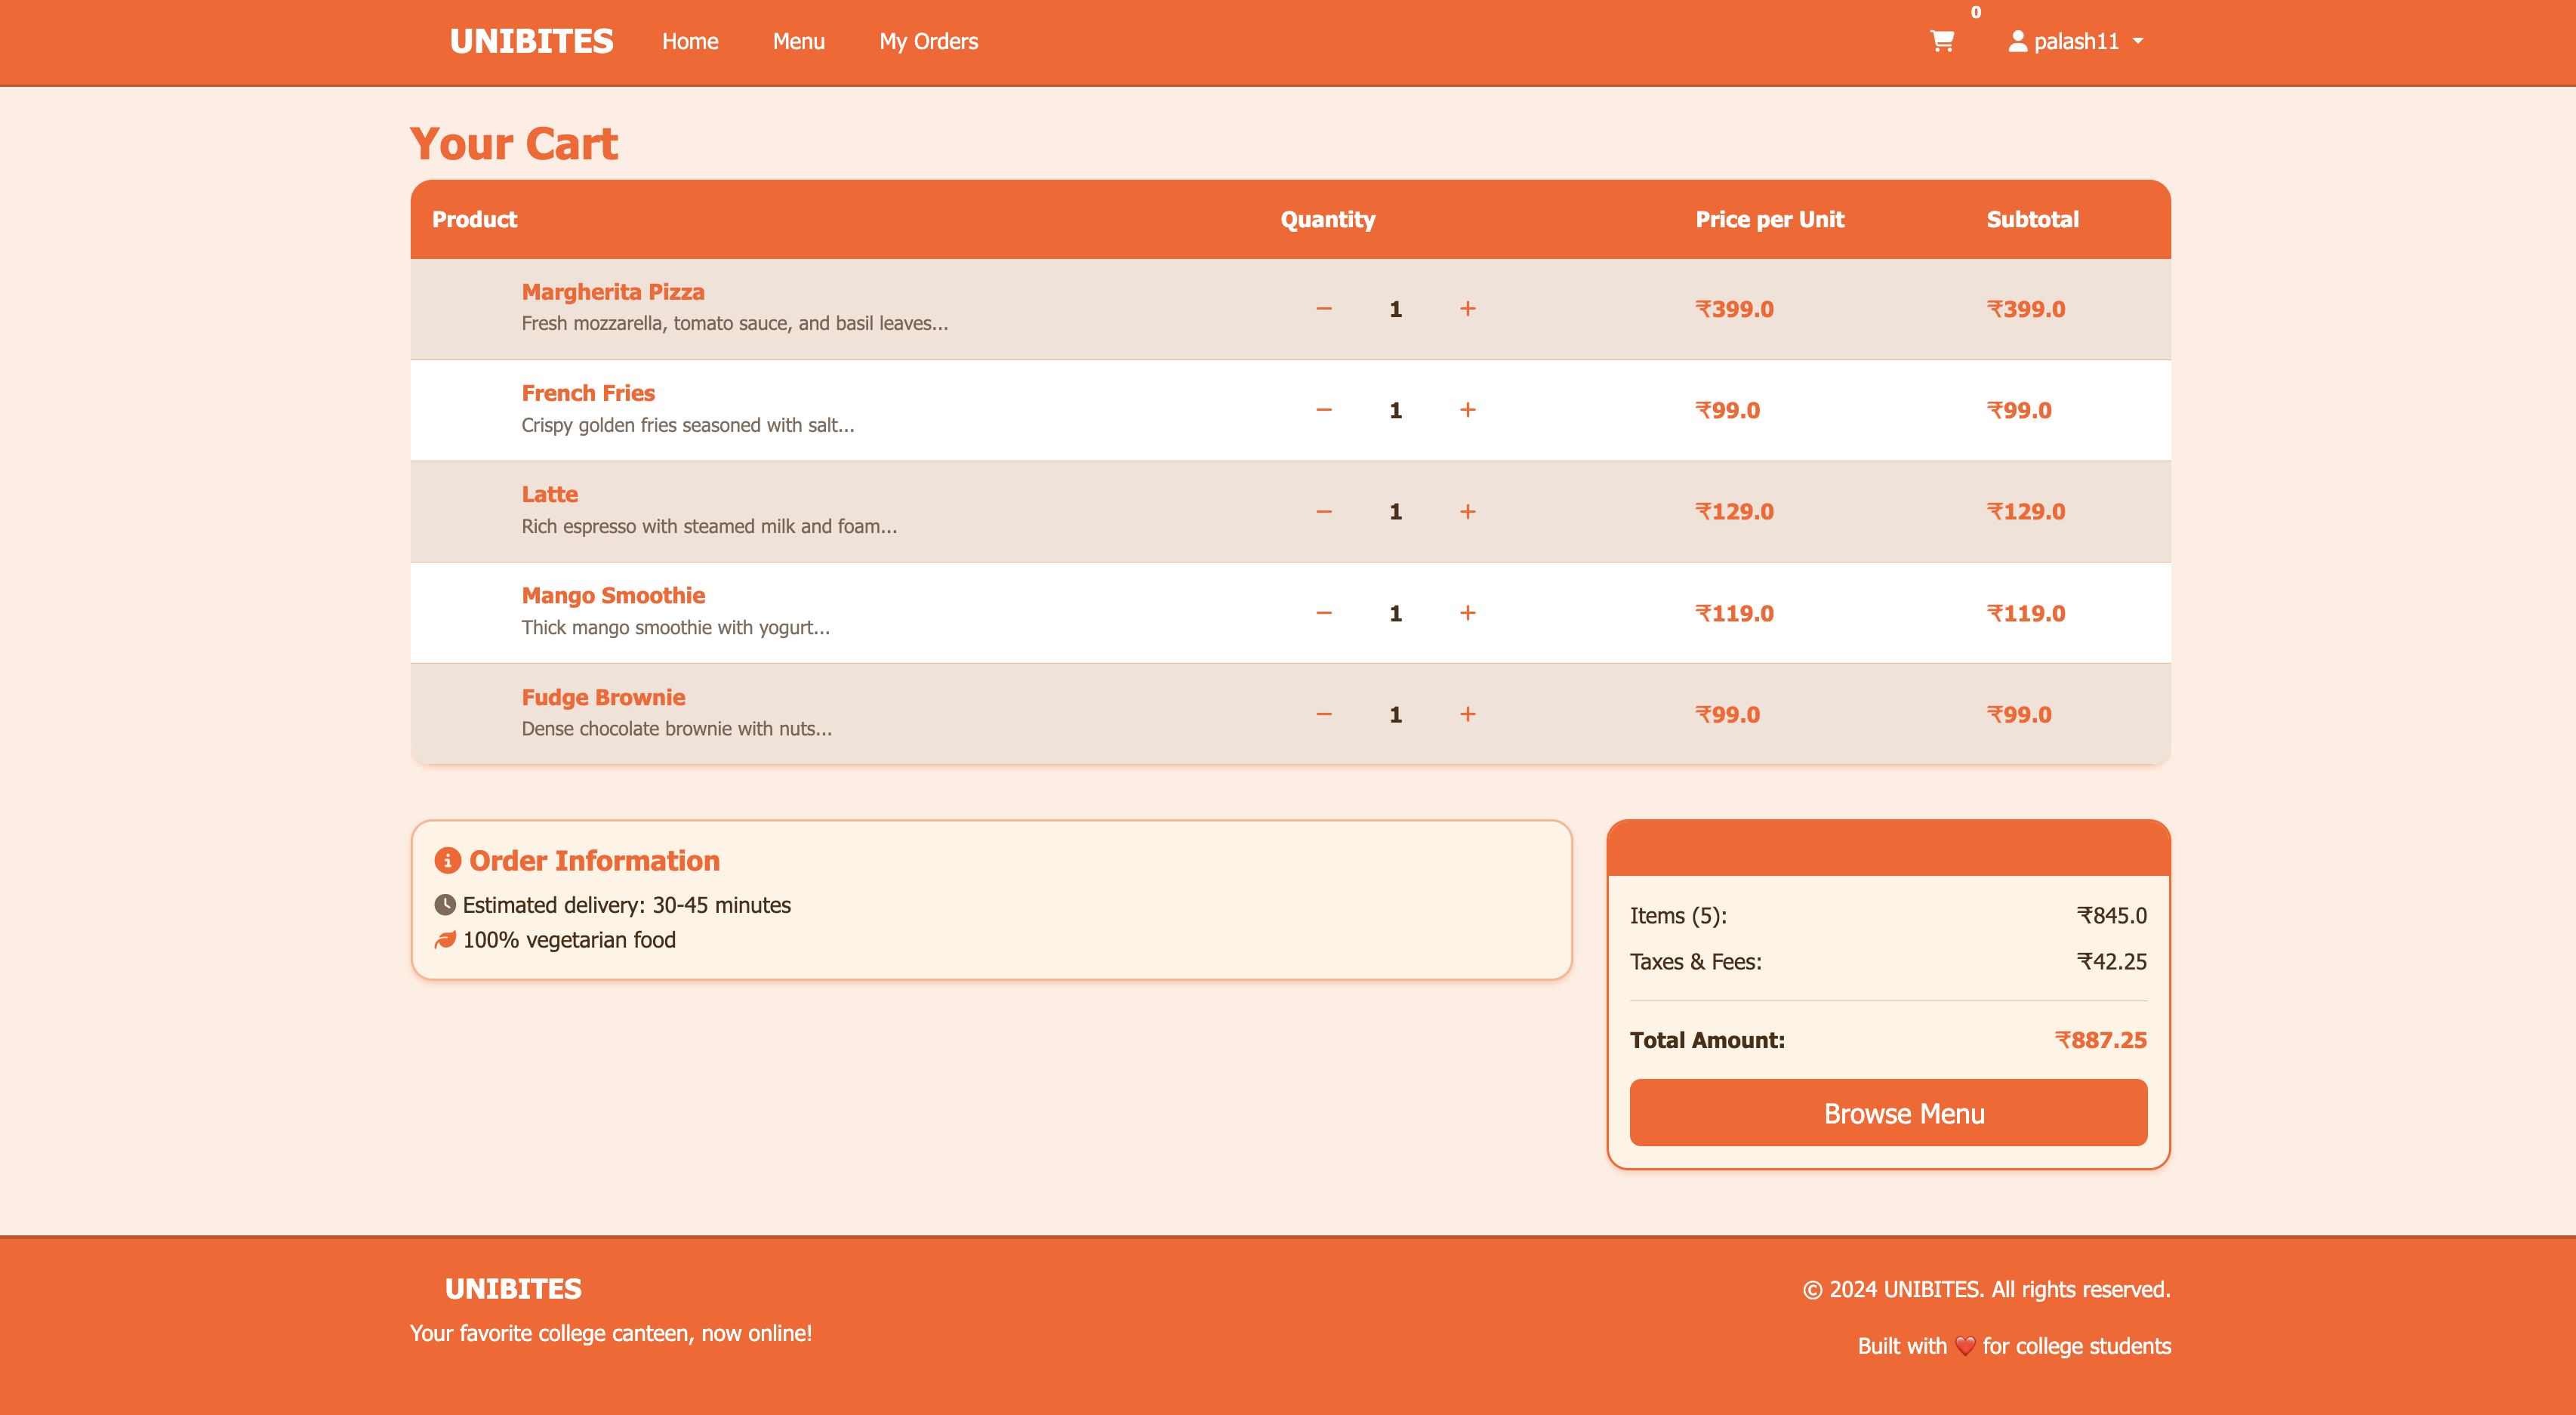 UNIBITES Home Menu My Orders 0 palash11
Your Cart
Product Quantity Price per Unit Subtotal
Margherita Pizza
Fresh mozzarella, tomato sauce, and basil leaves...
− 1 + ₹399.0 ₹399.0
French Fries
Crispy golden fries seasoned with salt...
− 1 + ₹99.0 ₹99.0
Latte
Rich espresso with steamed milk and foam...
− 1 + ₹129.0 ₹129.0
Mango Smoothie
Thick mango smoothie with yogurt...
− 1 + ₹119.0 ₹119.0
Fudge Brownie
Dense chocolate brownie with nuts...
− 1 + ₹99.0 ₹99.0
Order Information
Estimated delivery: 30-45 minutes
100% vegetarian food
Items (5): ₹845.0
Taxes & Fees: ₹42.25
Total Amount: ₹887.25
Browse Menu
UNIBITES
Your favorite college canteen, now online!
© 2024 UNIBITES. All rights reserved.
Built with ❤️ for college students